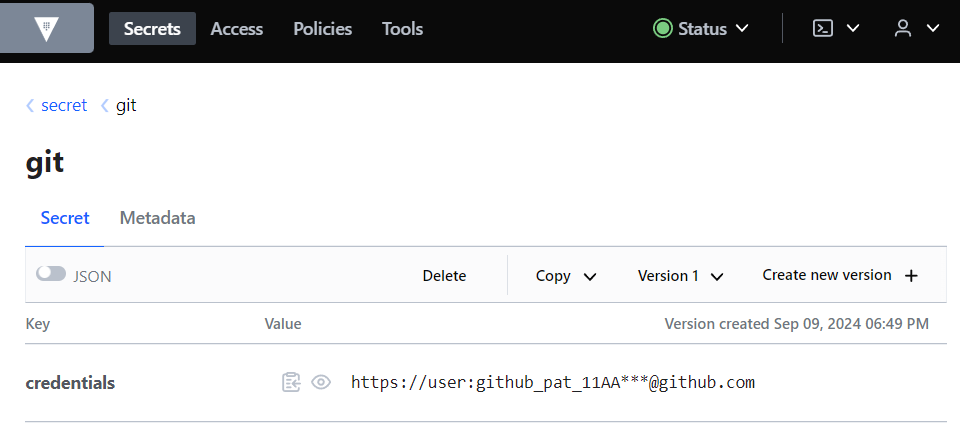 Secrets Access Policies Tools Status
secret git
git
Secret Metadata
JSON Delete Copy Version 1 Create new version +
Key Value Version created Sep 09, 2024 06:49 PM
credentials https://user:github_pat_11AA***@github.com